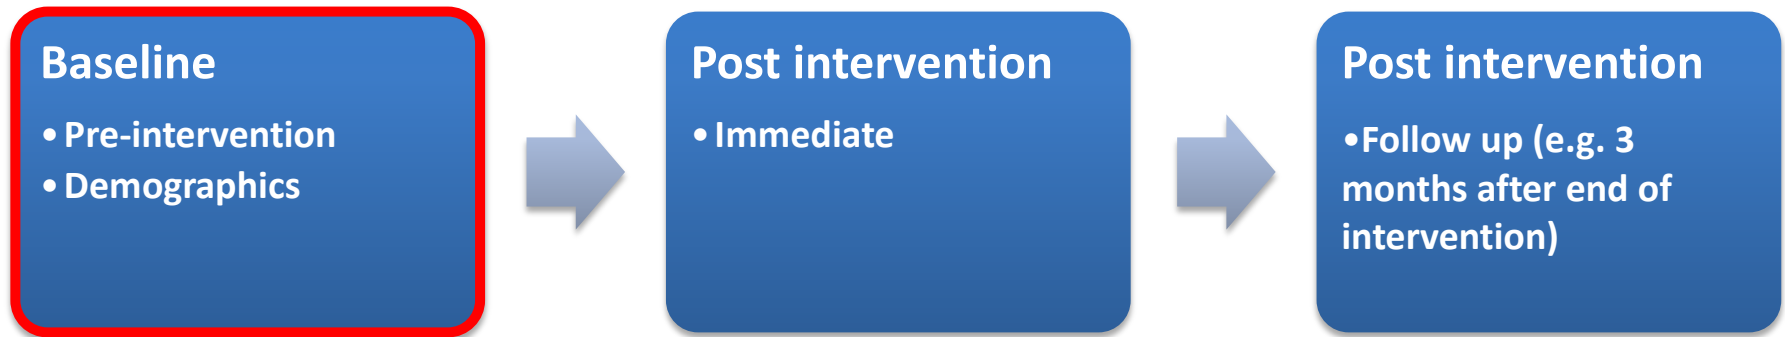 Baseline
•Pre-intervention
•Demographics
Post intervention
•Immediate
Post intervention
•Follow up (e.g. 3
months after end of
intervention)